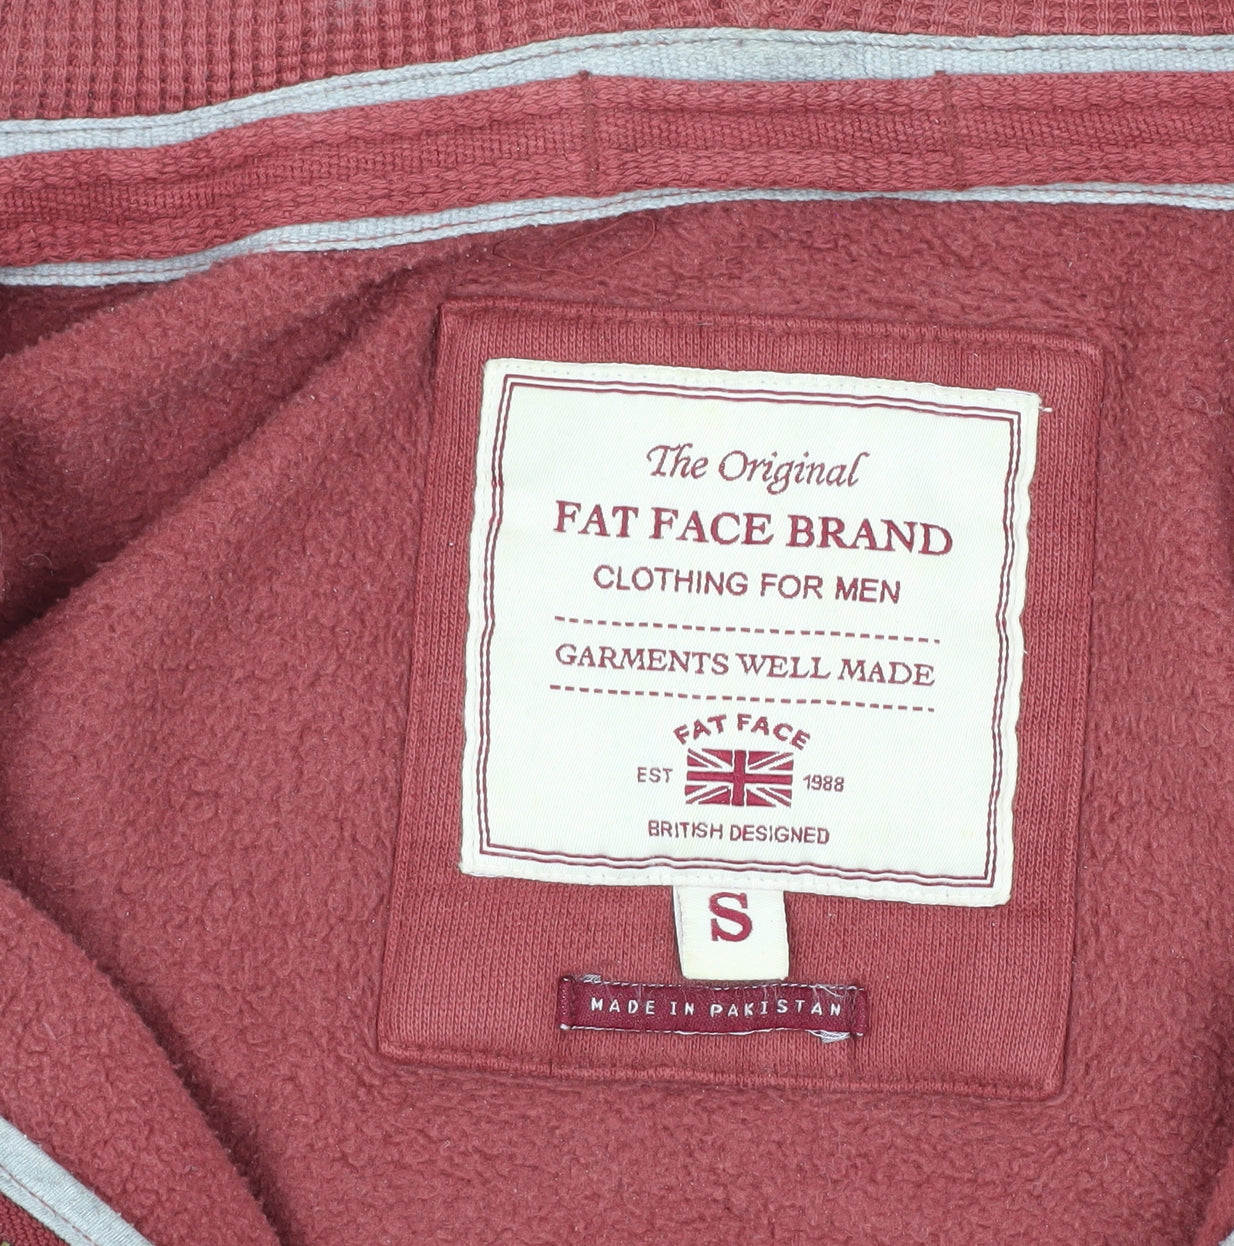 The Original
FAT FACE BRAND
CLOTHING FOR MEN
GARMENTS WELL MADE
FAT FACE
EST 1988
BRITISH DESIGNED
S
MADE IN PAKISTAN